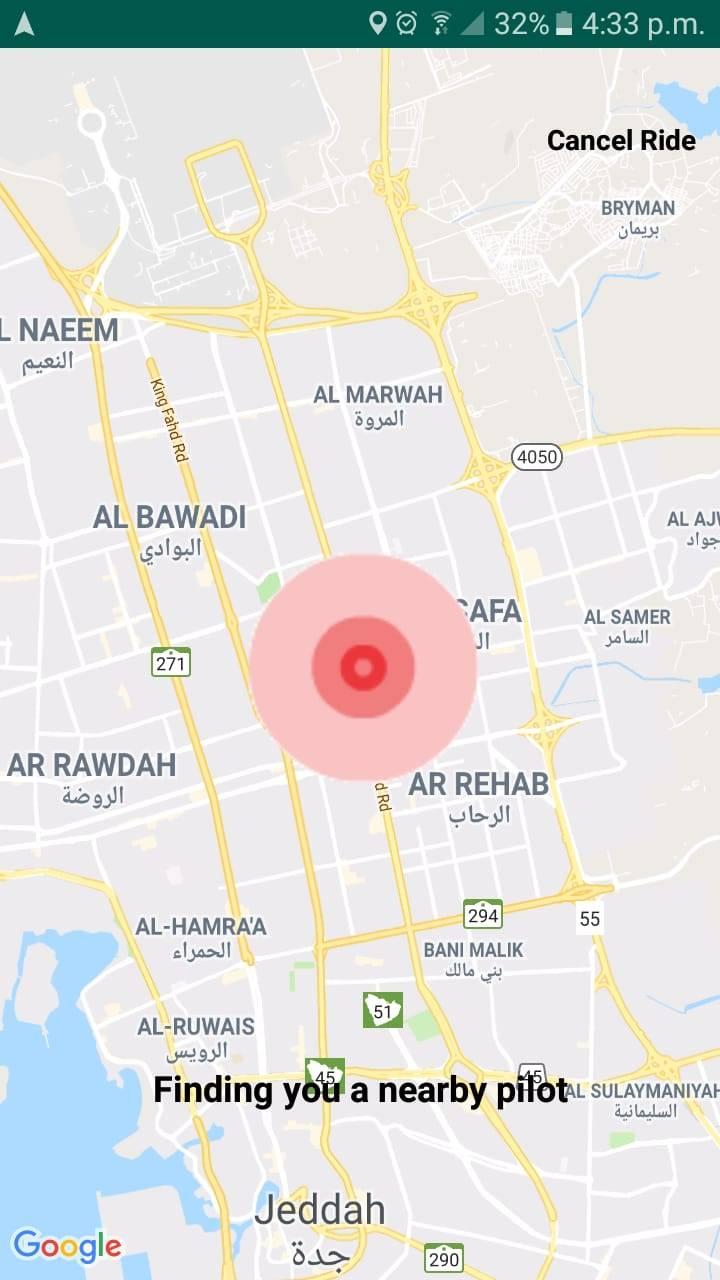 32% 4:33 p.m.
Cancel Ride
BRYMAN
بريمان
L NAEEM
النعيم
King Fahd Rd
AL MARWAH
المروة
4050
AL BAWADI
البوادي
AL AJW
جواد
SAFA
ال
AL SAMER
السامر
271
AR RAWDAH
الروضة
d Rd
AR REHAB
الرحاب
294
55
AL-HAMRA'A
الحمراء
BANI MALIK
بني مالك
51
AL-RUWAIS
الرويس
45
45
Finding you a nearby pilot
AL SULAYMANIYAH
السليمانية
Jeddah
جدة
Google
290